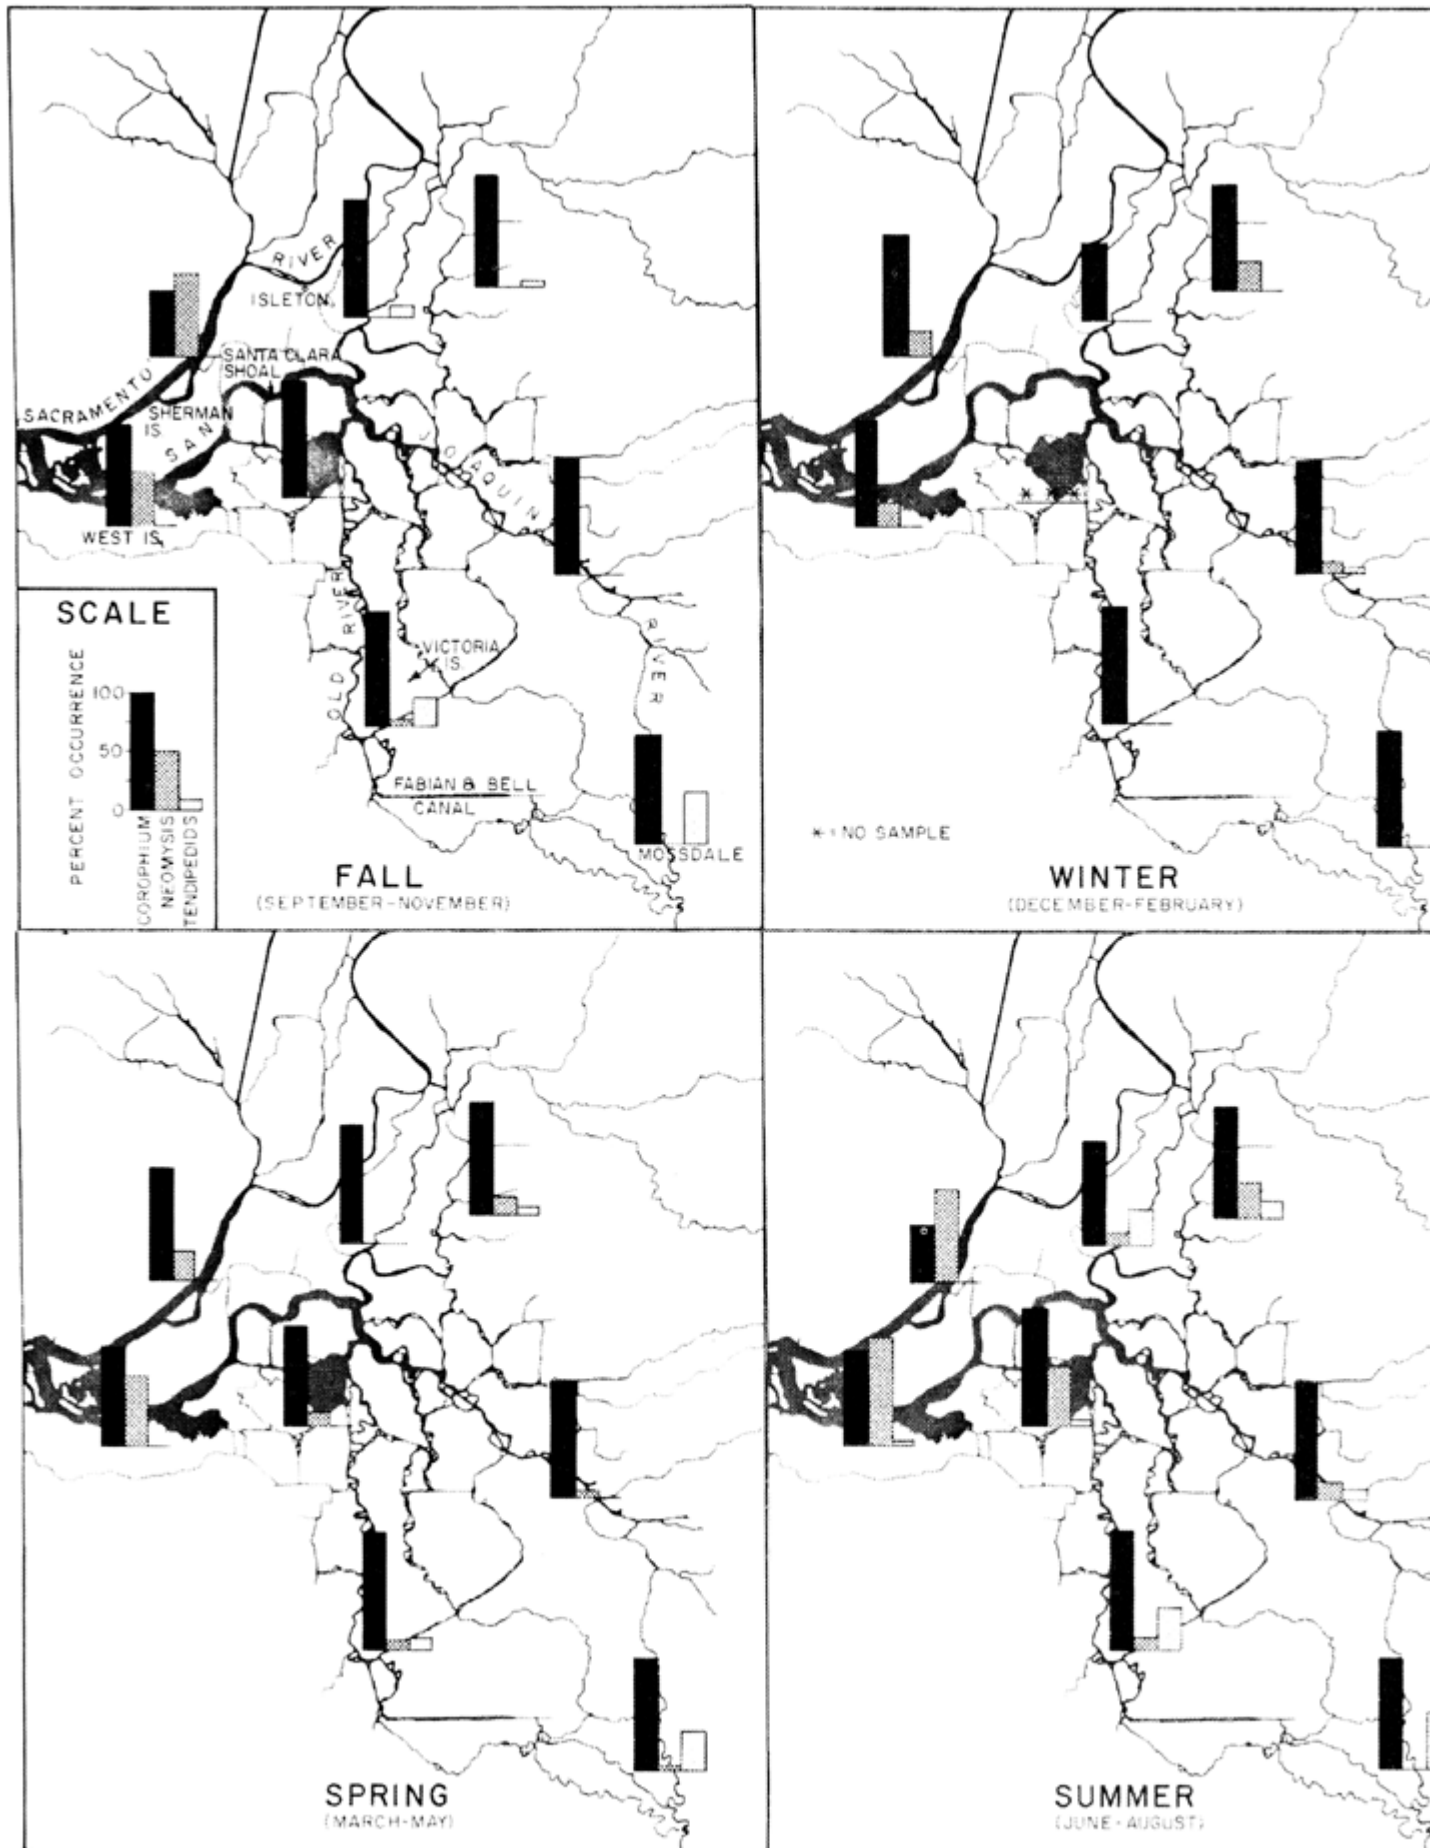 RIVER
ISLETON
SANTA CLARA
SHOAL
SACRAMENTO
SHERMAN
IS.
SAN
JOAQUIN
WEST IS.
OLD RIVER
VICTORIA
IS.
RIVER
FABIAN & BELL
CANAL
MOSSDALE
SCALE
PERCENT OCCURRENCE
100
50
0
COROPHIUM
NEOMYSIS
TENDIPEDIDS
FALL
(SEPTEMBER-NOVEMBER)
* * *
* = NO SAMPLE
WINTER
(DECEMBER-FEBRUARY)
SPRING
(MARCH-MAY)
SUMMER
(JUNE-AUGUST)